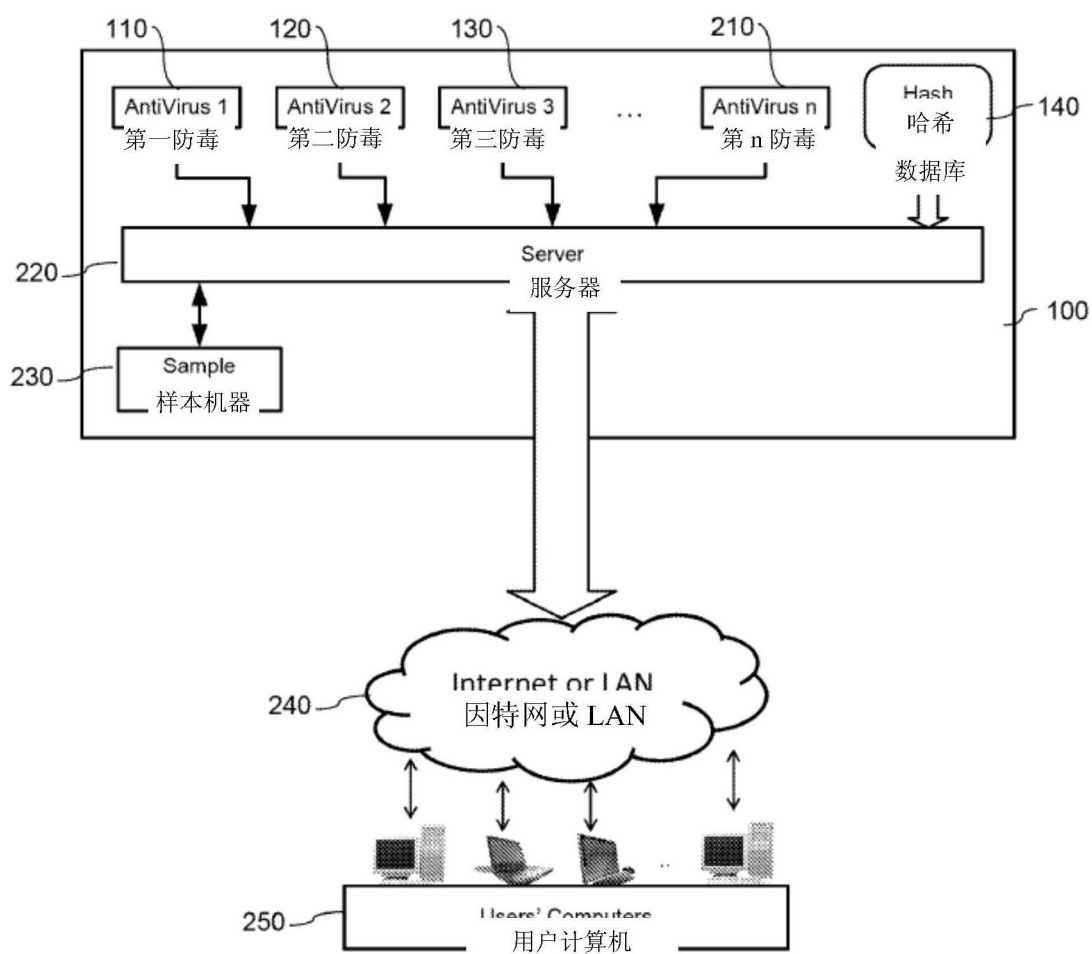 110
120
130
210
AntiVirus 1
AntiVirus 2
AntiVirus 3
...
AntiVirus n
Hash
140
第一防毒
第二防毒
第三防毒
第n防毒
哈希
数据库
220
Server
服务器
100
230
Sample
样本机器
240
Internet or LAN
因特网或 LAN
..
250
Users' Computers
用户计算机